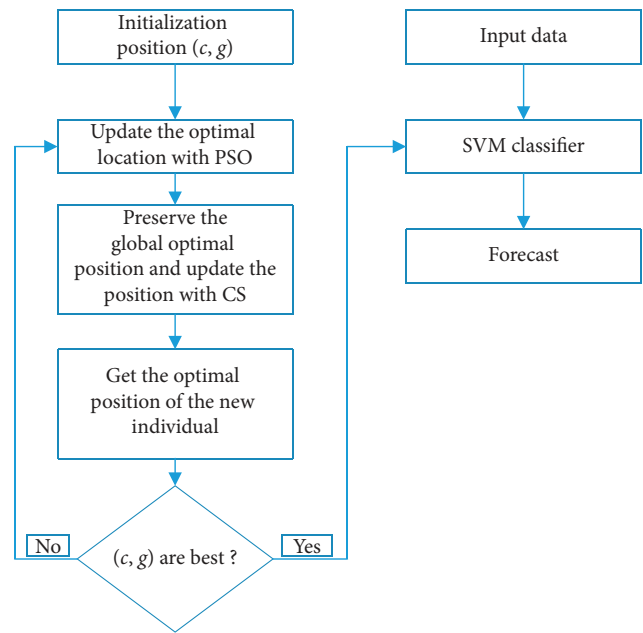 Initialization
position (c, g)
Update the optimal
location with PSO
Preserve the
global optimal
position and update the
position with CS
Get the optimal
position of the new
individual
(c, g) are best ?
No
Yes
Input data
SVM classifier
Forecast